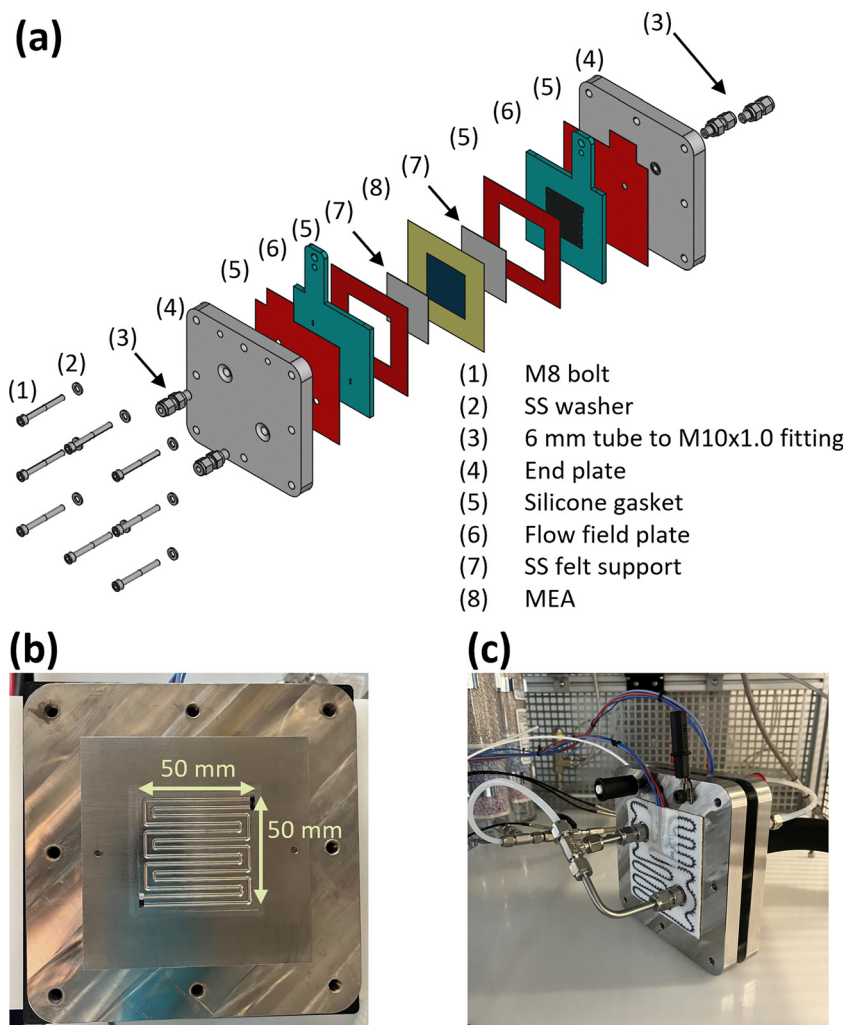 (a)
(3)
(4)
(5)
(6)
(5)
(7)
(8)
(7)
(5)
(6)
(5)
(4)
(3)
(2)
(1)
(1) M8 bolt
(2) SS washer
(3) 6 mm tube to M10x1.0 fitting
(4) End plate
(5) Silicone gasket
(6) Flow field plate
(7) SS felt support
(8) MEA
(b)
(c)
50 mm
50 mm